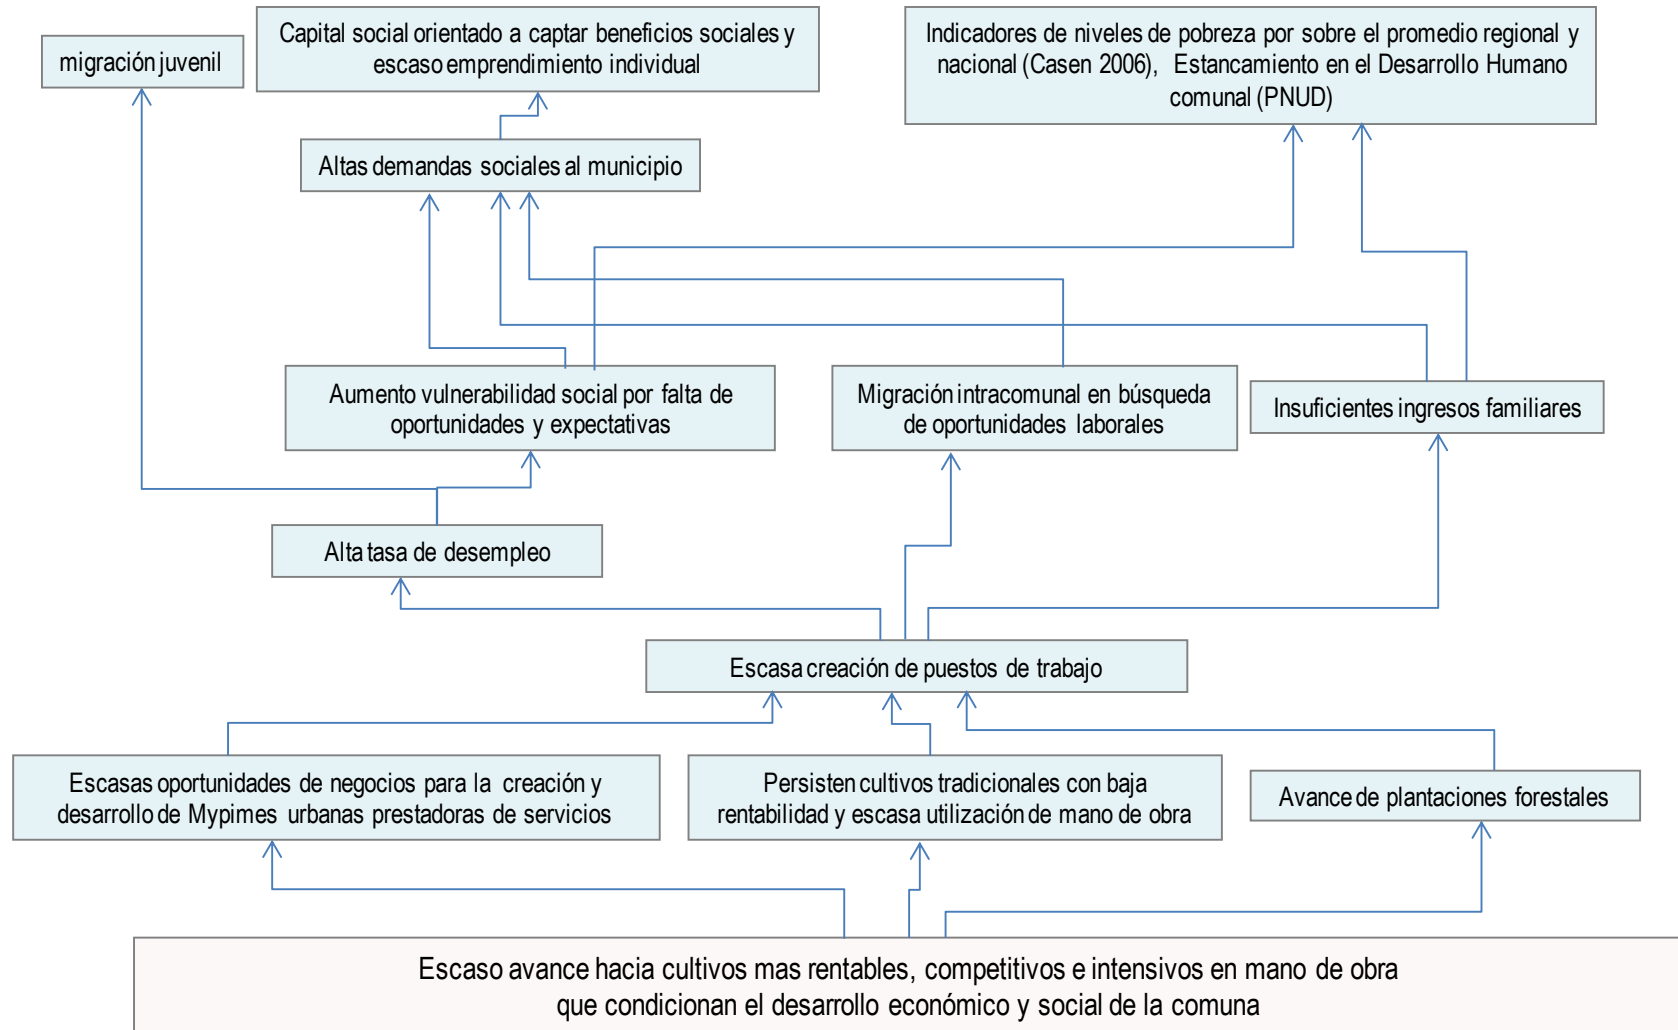 migración juvenil
Capital social orientado a captar beneficios sociales y
escaso emprendimiento individual
Indicadores de niveles de pobreza por sobre el promedio regional y
nacional (Casen 2006), Estancamiento en el Desarrollo Humano
comunal (PNUD)
Altas demandas sociales al municipio
Aumento vulnerabilidad social por falta de
oportunidades y expectativas
Migración intracomunal en búsqueda
de oportunidades laborales
Insuficientes ingresos familiares
Alta tasa de desempleo
Escasa creación de puestos de trabajo
Escasas oportunidades de negocios para la creación y
desarrollo de Mypimes urbanas prestadoras de servicios
Persisten cultivos tradicionales con baja
rentabilidad y escasa utilización de mano de obra
Avance de plantaciones forestales
Escaso avance hacia cultivos mas rentables, competitivos e intensivos en mano de obra
que condicionan el desarrollo económico y social de la comuna